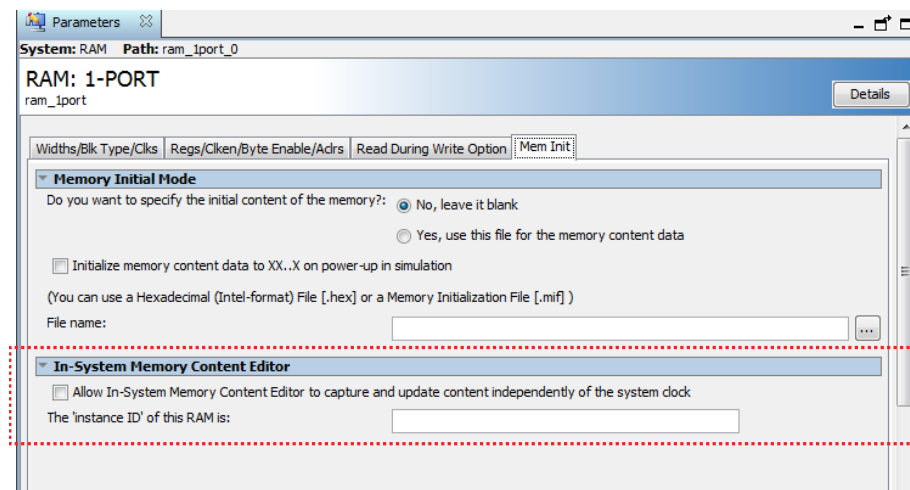 Parameters
System: RAM Path: ram_1port_0
RAM: 1-PORT
ram_1port
Details
Widths/Blk Type/Clks Regs/Clken/Byte Enable/Aclrs Read During Write Option Mem Init
Memory Initial Mode
Do you want to specify the initial content of the memory?: No, leave it blank
Yes, use this file for the memory content data
Initialize memory content data to XX..X on power-up in simulation
(You can use a Hexadecimal (Intel-format) File [.hex] or a Memory Initialization File [.mif] )
File name:
...
In-System Memory Content Editor
Allow In-System Memory Content Editor to capture and update content independently of the system clock
The 'instance ID' of this RAM is: